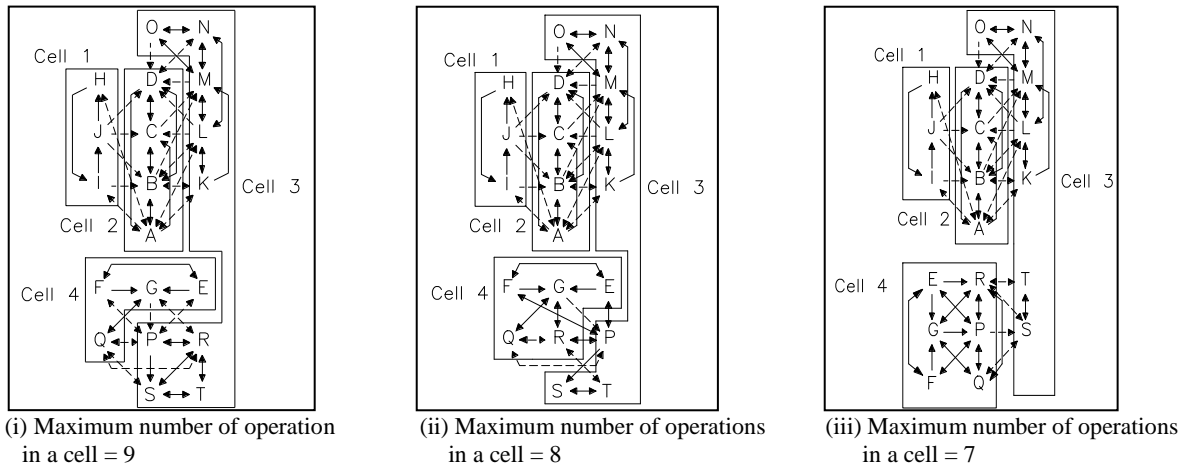 O N
Cell 1
H D M
J C L
I B K
Cell 3
Cell 2
A
F G E
Cell 4
Q P R
S T
(i) Maximum number of operation
in a cell = 9
O N
Cell 1
H D M
J C L
I B K
Cell 3
Cell 2
A
F G E
Cell 4
Q R P
S T
(ii) Maximum number of operations
in a cell = 8
O N
Cell 1
H D M
J C L
I B K
Cell 3
Cell 2
A
Cell 4
E R T
G P S
F Q
(iii) Maximum number of operations
in a cell = 7